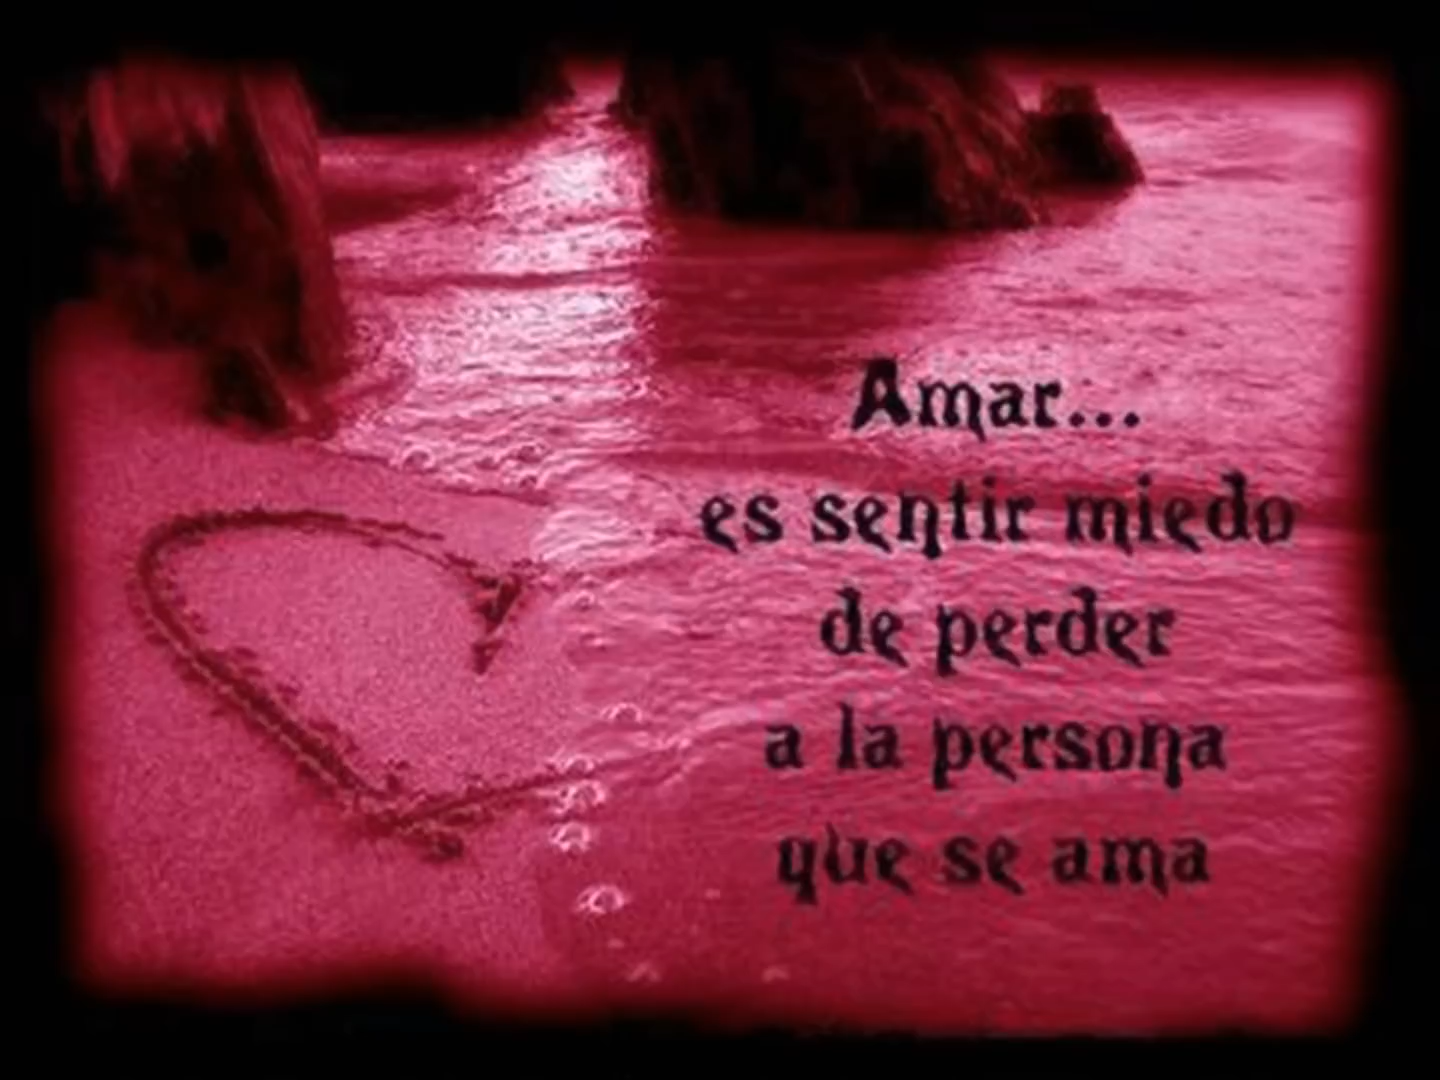 Amar...
es sentir miedo
de perder
a la persona
que se ama